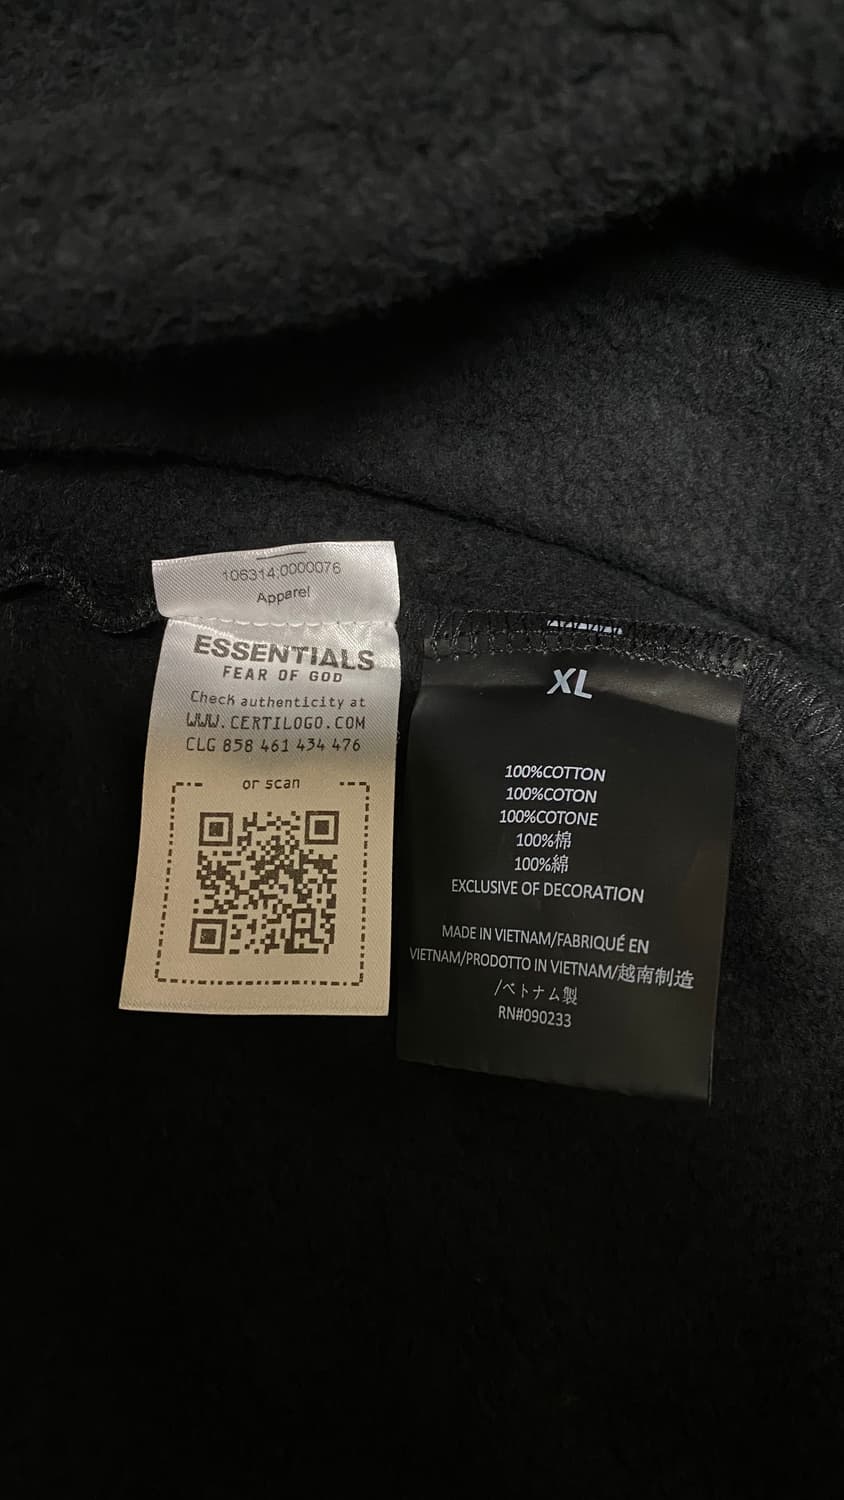 106314:0000076
Apparel
ESSENTIALS
FEAR OF GOD
Check authenticity at
WWW.CERTILOGO.COM
CLG 858 461 434 476
or scan
XL
100%COTTON
100%COTON
100%COTONE
100%棉
100%綿
EXCLUSIVE OF DECORATION
MADE IN VIETNAM/FABRIQUÉ EN
VIETNAM/PRODOTTO IN VIETNAM/越南制造
/ベトナム製
RN#090233